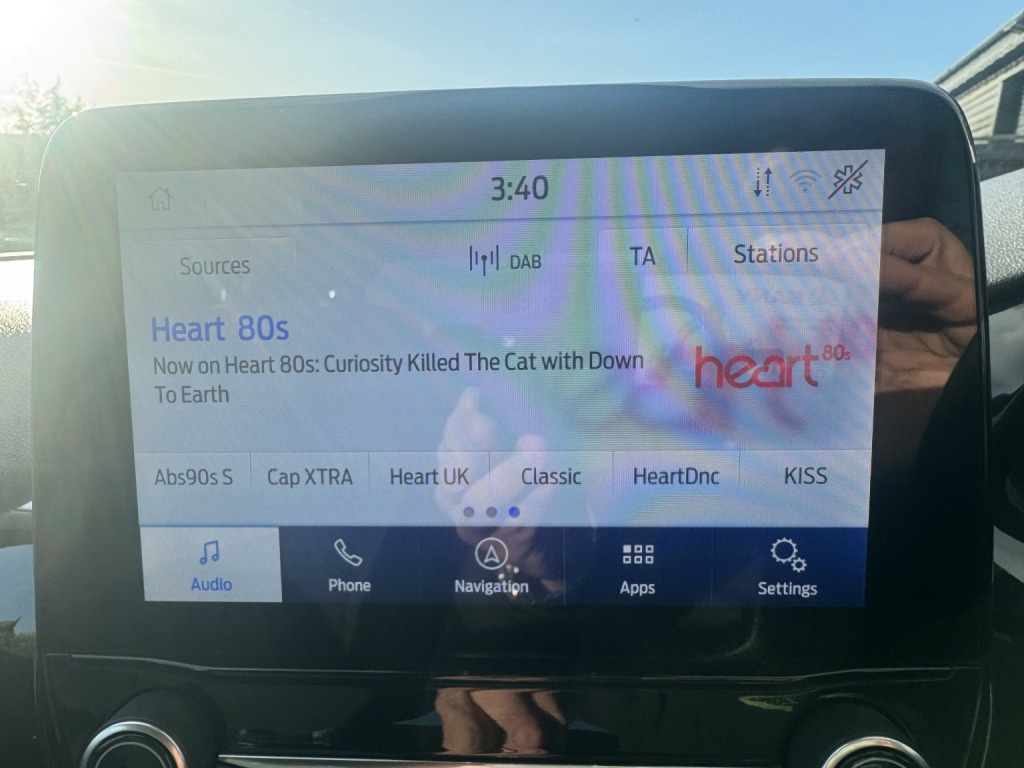 3:40
Sources
DAB
TA
Stations
Heart 80s
Now on Heart 80s: Curiosity Killed The Cat with Down
To Earth
heart 80s
Abs90s S
Cap XTRA
Heart UK
Classic
HeartDnc
KISS
Audio
Phone
Navigation
Apps
Settings